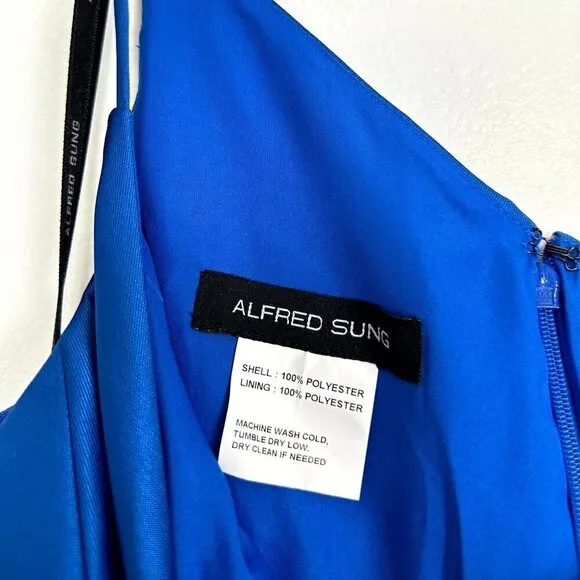 ALFRED SUNG
ALFRED SUNG
SHELL : 100% POLYESTER
LINING : 100% POLYESTER
MACHINE WASH COLD,
TUMBLE DRY LOW,
DRY CLEAN IF NEEDED